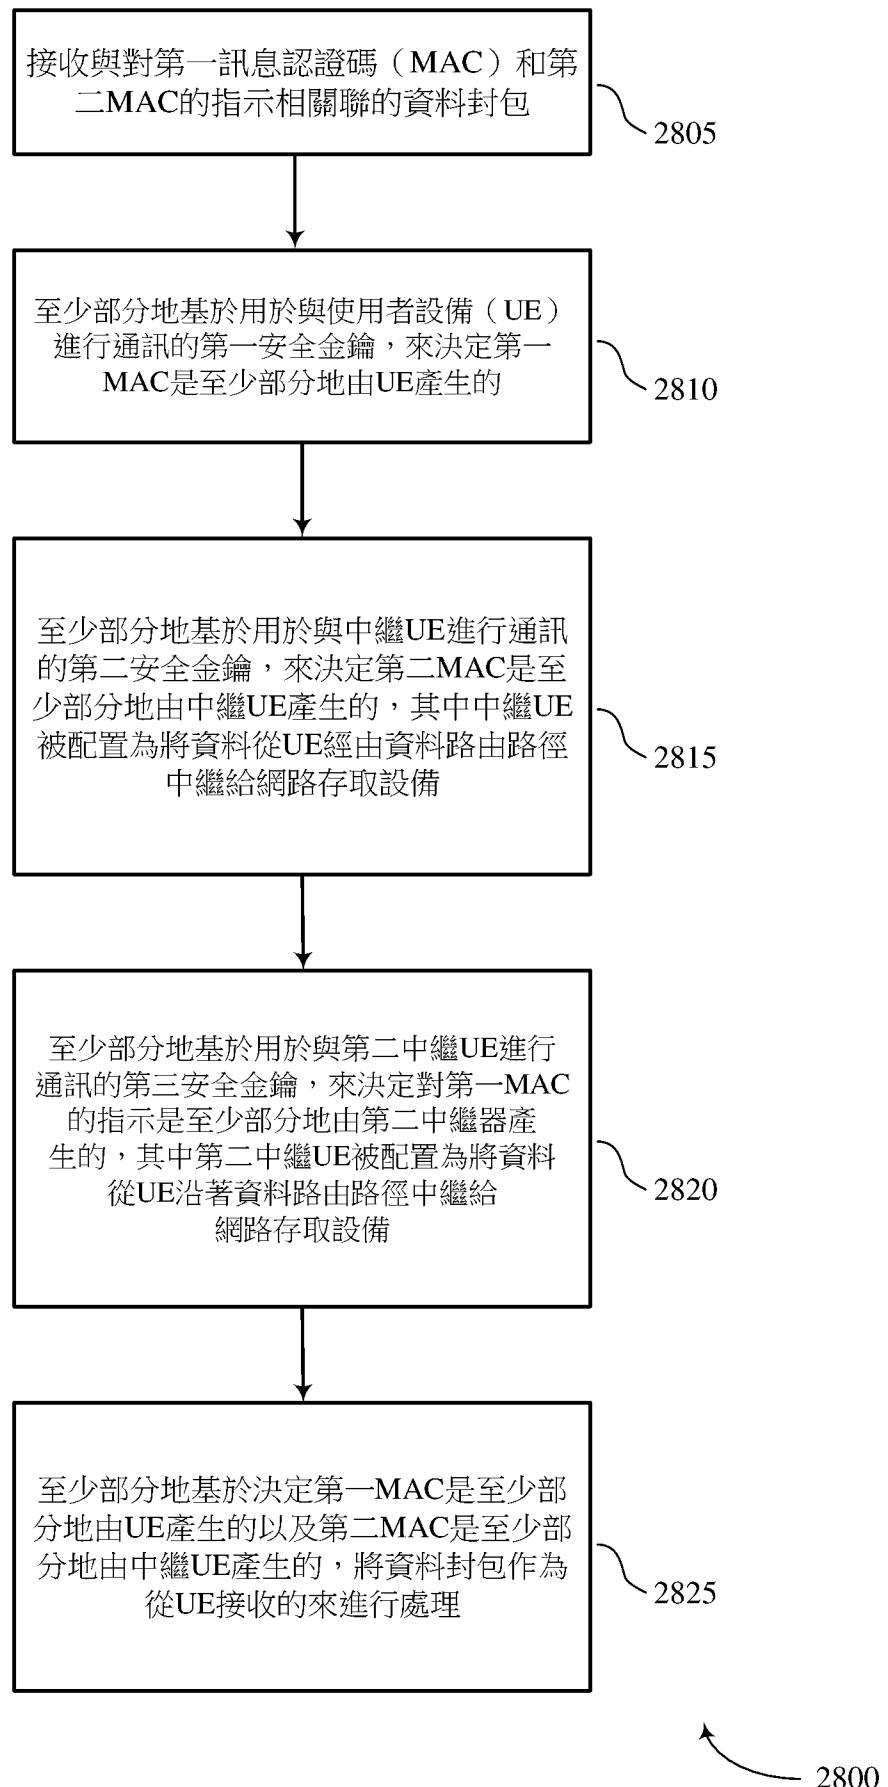 接收與對第一訊息認證碼（MAC）和第
二MAC的指示相關聯的資料封包
2805
至少部分地基於用於與使用者設備（UE）
進行通訊的第一安全金鑰，來決定第一
MAC是至少部分地由UE產生的
2810
至少部分地基於用於與中繼UE進行通訊
的第二安全金鑰，來決定第二MAC是至
少部分地由中繼UE產生的，其中中繼UE
被配置為將資料從UE經由資料路由路徑
中繼給網路存取設備
2815
至少部分地基於用於與第二中繼UE進行
通訊的第三安全金鑰，來決定對第一MAC
的指示是至少部分地由第二中繼器產
生的，其中第二中繼UE被配置為將資料
從UE沿著資料路由路徑中繼給
網路存取設備
2820
至少部分地基於決定第一MAC是至少部
分地由UE產生的以及第二MAC是至少部
分地由中繼UE產生的，將資料封包作為
從UE接收的來進行處理
2825
2800